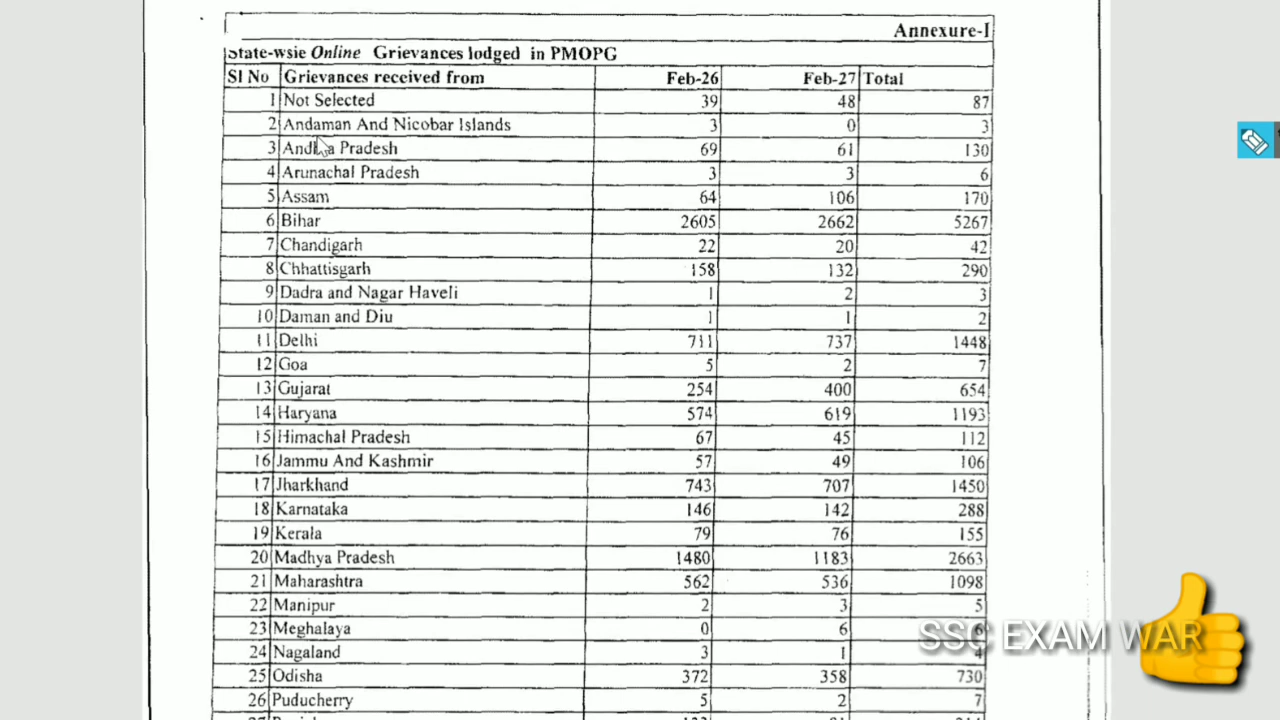 Annexure-I
State-wsie Online Grievances lodged in PMOPG
Sl No Grievances received from Feb-26 Feb-27 Total
1 Not Selected 39 48 87
2 Andaman And Nicobar Islands 3 0 3
3 Andhra Pradesh 69 61 130
4 Arunachal Pradesh 3 3 6
5 Assam 64 106 170
6 Bihar 2605 2662 5267
7 Chandigarh 22 20 42
8 Chhattisgarh 158 132 290
9 Dadra and Nagar Haveli 1 2 3
10 Daman and Diu 1 1 2
11 Delhi 711 737 1448
12 Goa 5 2 7
13 Gujarat 254 400 654
14 Haryana 574 619 1193
15 Himachal Pradesh 67 45 112
16 Jammu And Kashmir 57 49 106
17 Jharkhand 743 707 1450
18 Karnataka 146 142 288
19 Kerala 79 76 155
20 Madhya Pradesh 1480 1183 2663
21 Maharashtra 562 536 1098
22 Manipur 2 3 5
23 Meghalaya 0 6 6
SSC EXAM WAR
24 Nagaland 3 1 4
25 Odisha 372 358 730
26 Puducherry 5 2 7